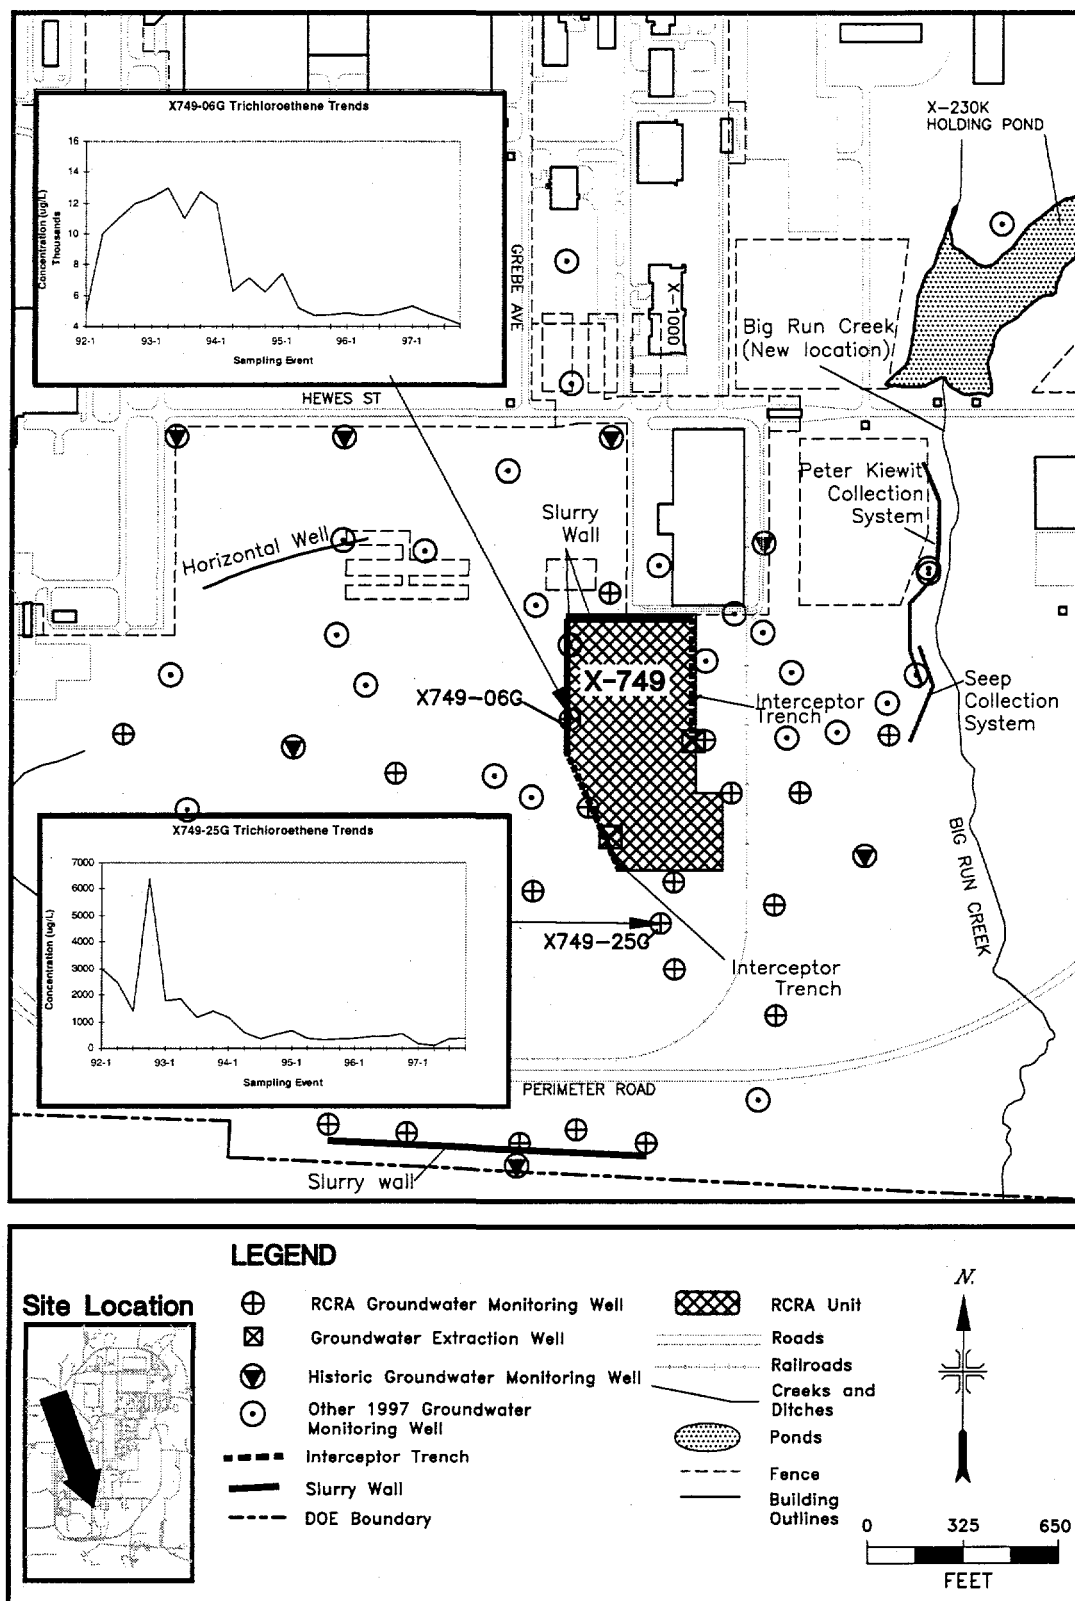 X-230K
HOLDING POND
X749-06G Trichloroethene Trends
Concentration (ug/L)
Thousands
16
14
12
10
8
6
4
92-1
93-1
94-1
95-1
96-1
97-1
Sampling Event
GREBE AVE
X-1000
Big Run Creek
(New location)
HEWES ST
Peter Kiewit
Collection
System
Slurry
Wall
Horizontal Well
X-749
X749-06G
Interceptor
Trench
Seep
Collection
System
X749-25G Trichloroethene Trends
Concentration (ug/L)
7000
6000
5000
4000
3000
2000
1000
0
92-1
93-1
94-1
95-1
96-1
97-1
Sampling Event
X749-25G
BIG RUN CREEK
Interceptor
Trench
PERIMETER ROAD
Slurry wall
LEGEND
Site Location
RCRA Groundwater Monitoring Well
Groundwater Extraction Well
Historic Groundwater Monitoring Well
Other 1997 Groundwater
Monitoring Well
Interceptor Trench
Slurry Wall
DOE Boundary
RCRA Unit
Roads
Railroads
Creeks and
Ditches
Ponds
Fence
Building
Outlines
N.
0 325 650
FEET